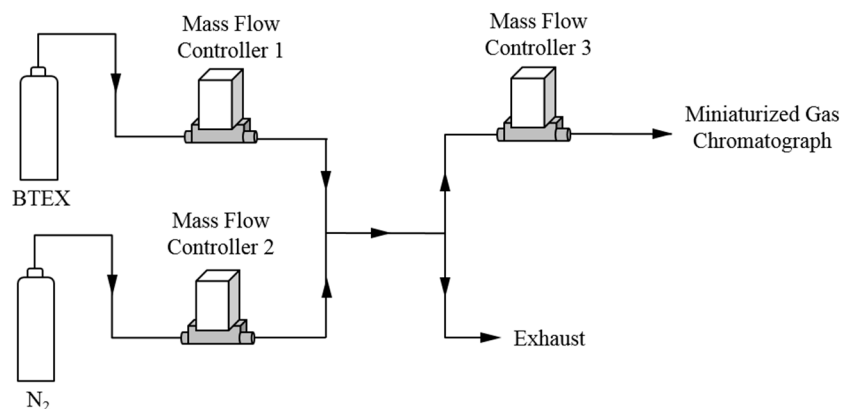 Mass Flow
Controller 1
Mass Flow
Controller 3
Miniaturized Gas
Chromatograph
BTEX
Mass Flow
Controller 2
Exhaust
N₂